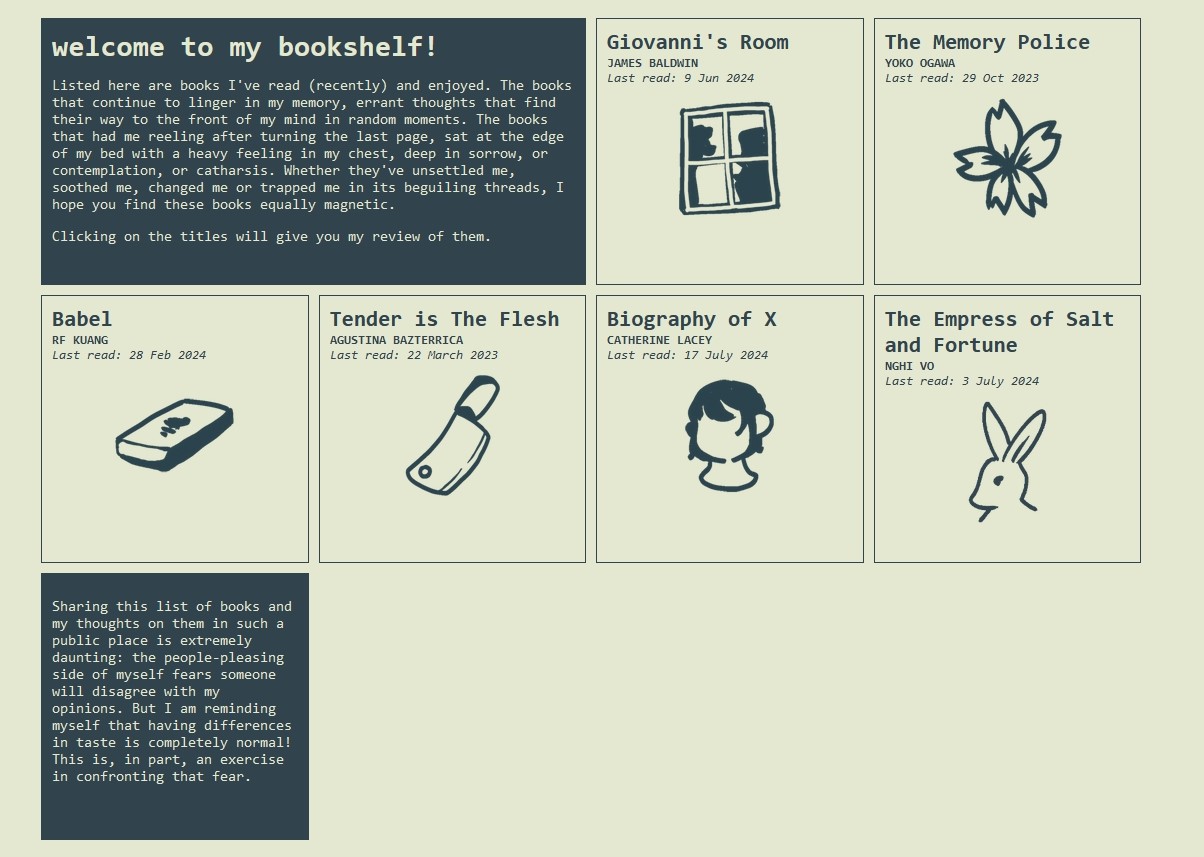 welcome to my bookshelf!
Listed here are books I've read (recently) and enjoyed. The books
that continue to linger in my memory, errant thoughts that find
their way to the front of my mind in random moments. The books
that had me reeling after turning the last page, sat at the edge
of my bed with a heavy feeling in my chest, deep in sorrow, or
contemplation, or catharsis. Whether they've unsettled me,
soothed me, changed me or trapped me in its beguiling threads, I
hope you find these books equally magnetic.
Clicking on the titles will give you my review of them.
Giovanni's Room
JAMES BALDWIN
Last read: 9 Jun 2024
The Memory Police
YOKO OGAWA
Last read: 29 Oct 2023
Babel
RF KUANG
Last read: 28 Feb 2024
Tender is The Flesh
AGUSTINA BAZTERRICA
Last read: 22 March 2023
Biography of X
CATHERINE LACEY
Last read: 17 July 2024
The Empress of Salt
and Fortune
NGHI VO
Last read: 3 July 2024
Sharing this list of books and
my thoughts on them in such a
public place is extremely
daunting: the people-pleasing
side of myself fears someone
will disagree with my
opinions. But I am reminding
myself that having differences
in taste is completely normal!
This is, in part, an exercise
in confronting that fear.